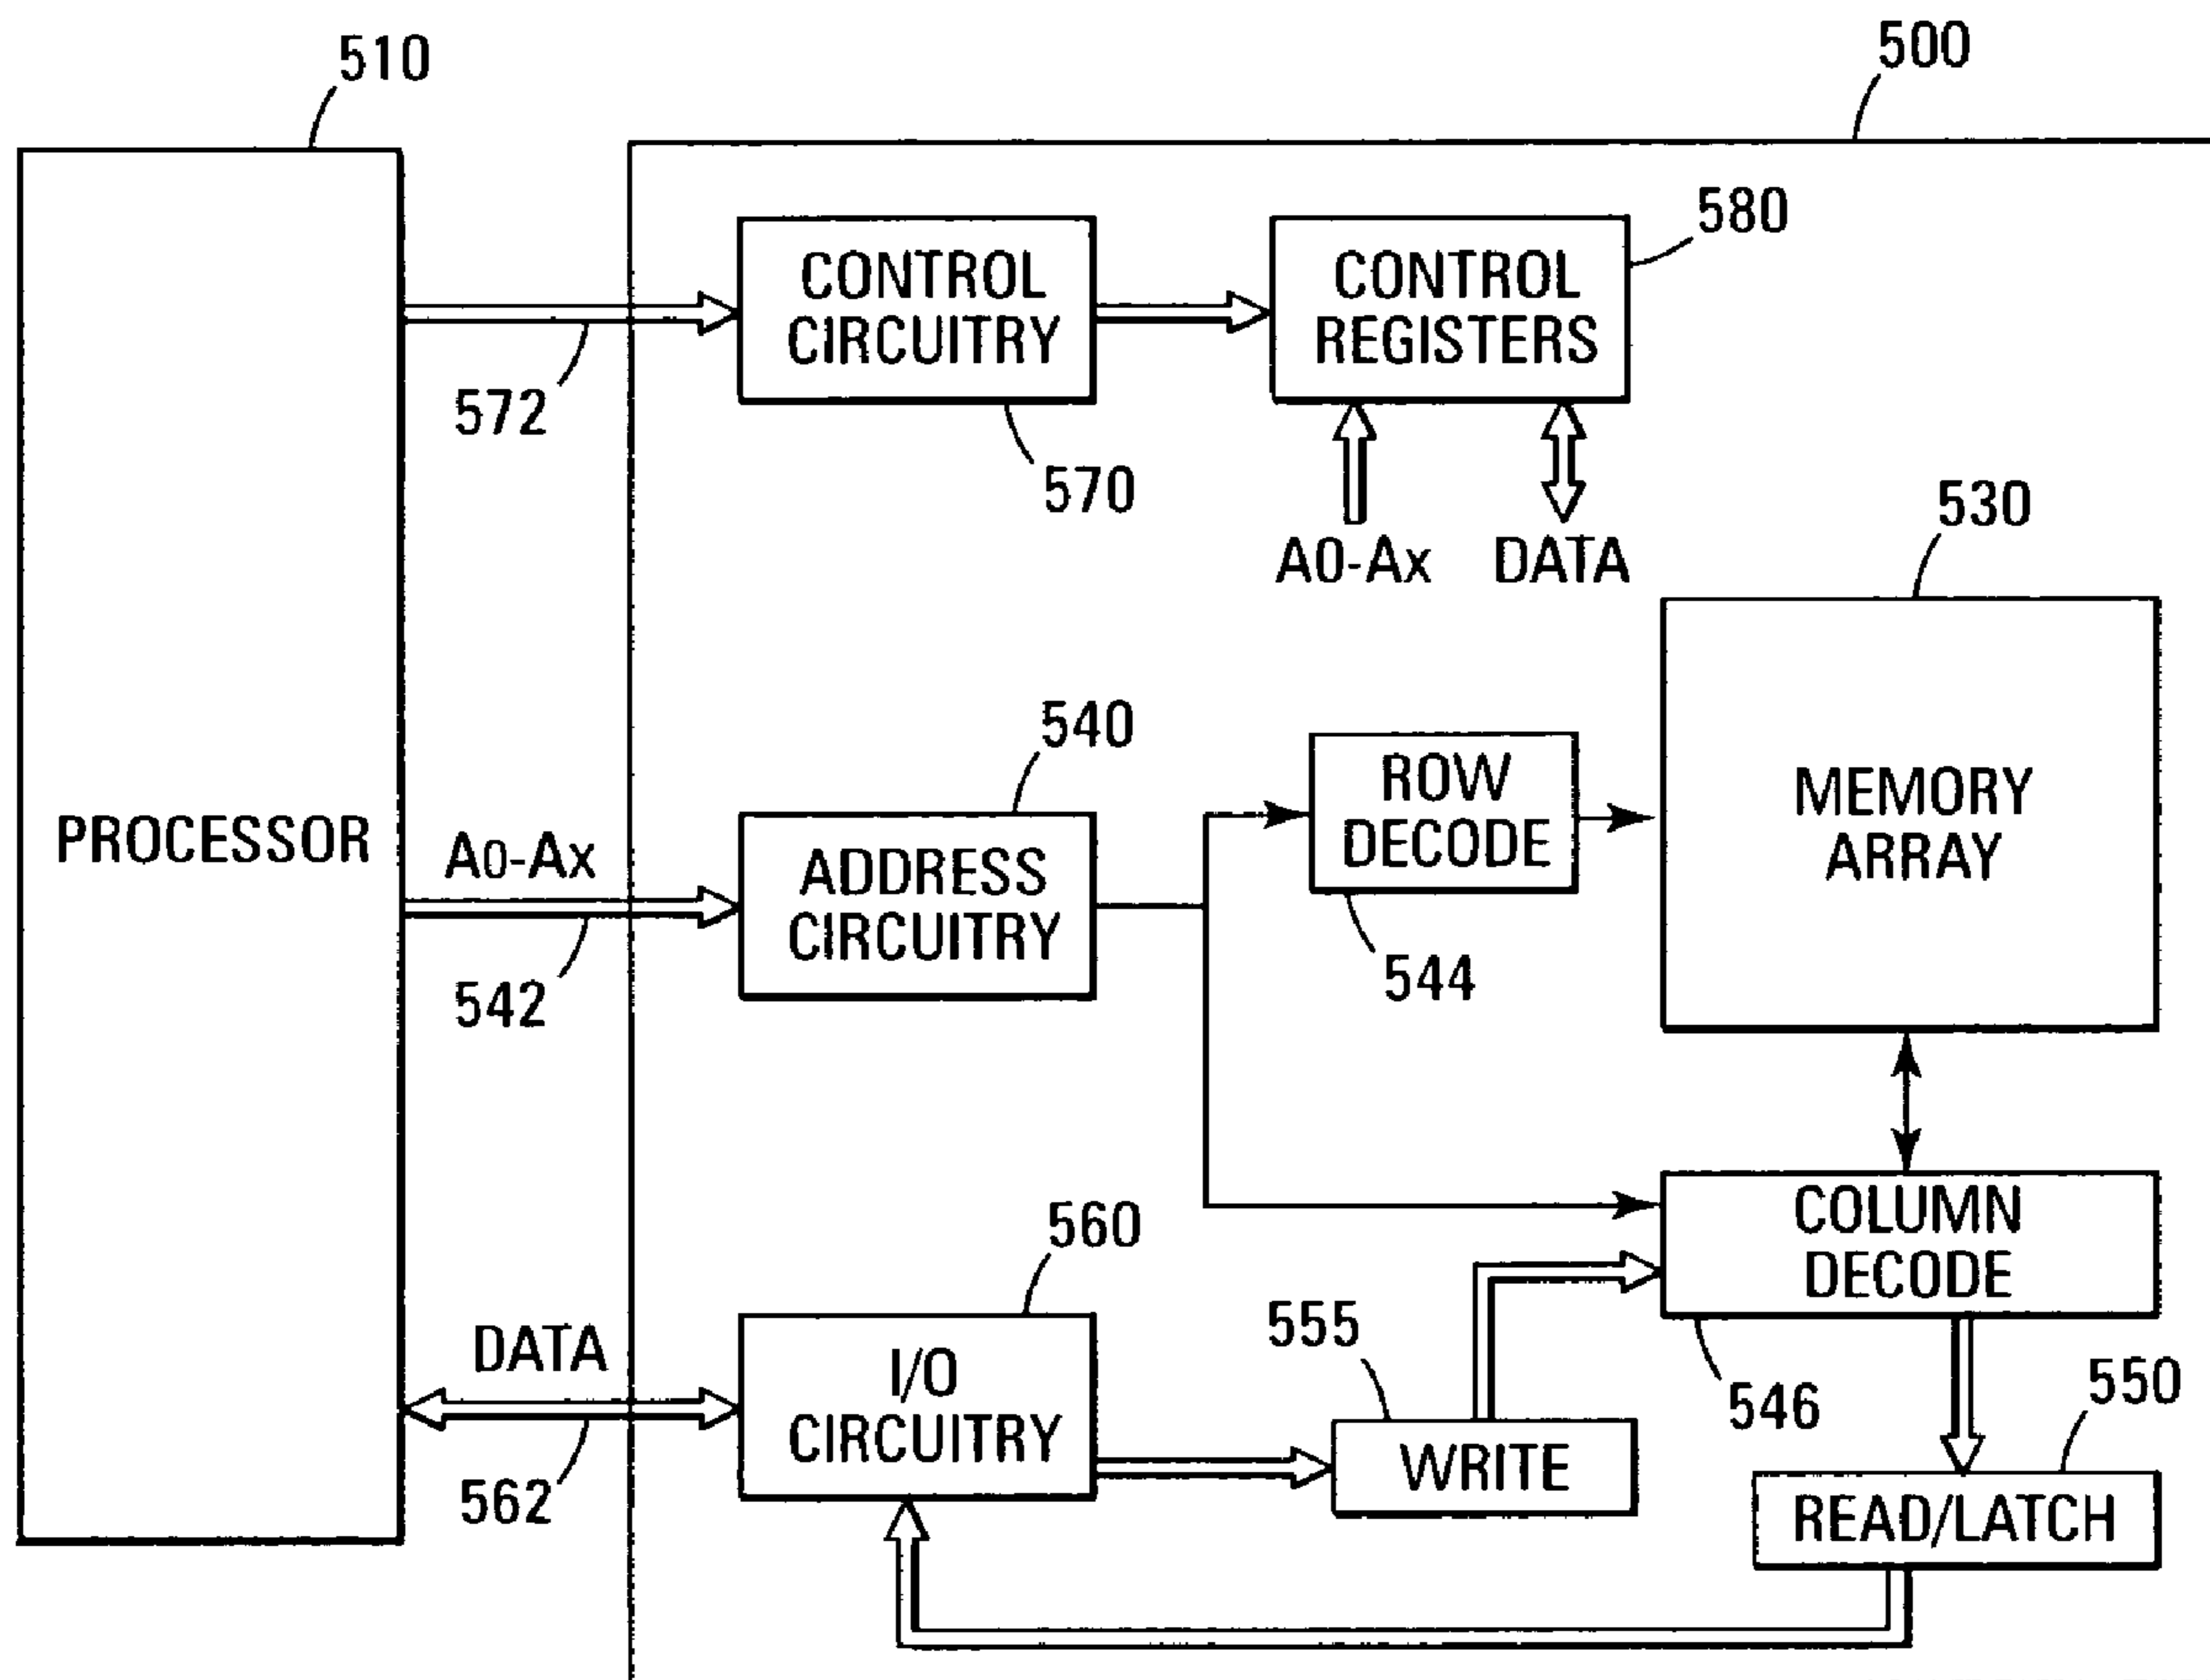 510
500
580
CONTROL
CIRCUITRY
CONTROL
REGISTERS
572
570
530
A0-Ax
DATA
540
ROW
DECODE
MEMORY
ARRAY
PROCESSOR
A0-Ax
ADDRESS
CIRCUITRY
544
542
560
COLUMN
DECODE
555
DATA
I/O
CIRCUITRY
546
550
WRITE
562
READ/LATCH